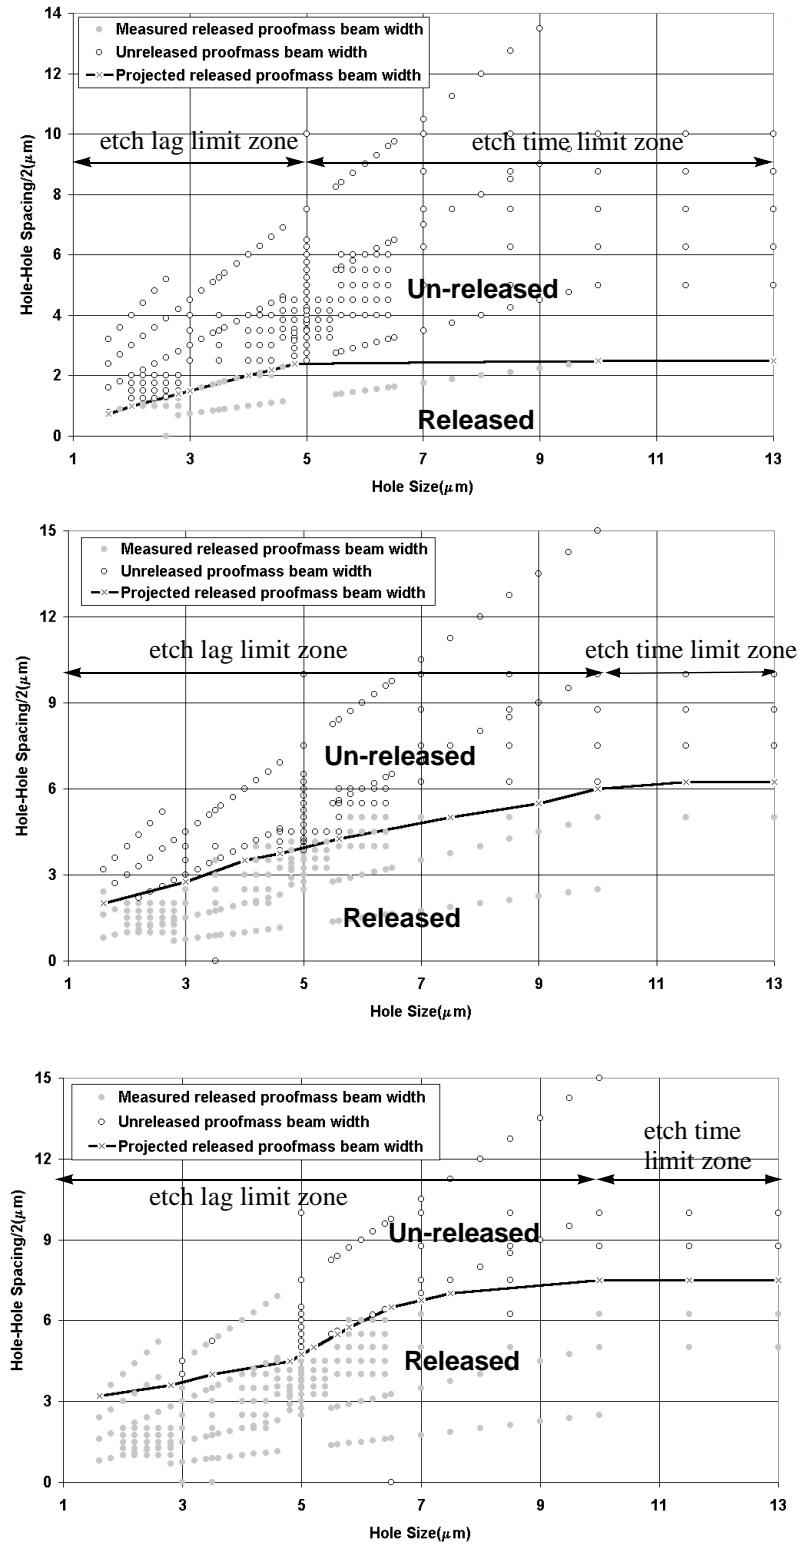 14
12
10
8
6
4
2
0
Hole-Hole Spacing/2(μm)
Measured released proofmass beam width
Unreleased proofmass beam width
Projected released proofmass beam width
etch lag limit zone
etch time limit zone
Un-released
Released
1 3 5 7 9 11 13
Hole Size(μm)
15
12
9
6
3
0
Hole-Hole Spacing/2(μm)
Measured released proofmass beam width
Unreleased proofmass beam width
Projected released proofmass beam width
etch lag limit zone
etch time limit zone
Un-released
Released
1 3 5 7 9 11 13
Hole Size(μm)
15
12
9
6
3
0
Hole-Hole Spacing/2(μm)
Measured released proofmass beam width
Unreleased proofmass beam width
Projected released proofmass beam width
etch time
limit zone
etch lag limit zone
Un-released
Released
1 3 5 7 9 11 13
Hole Size(μm)